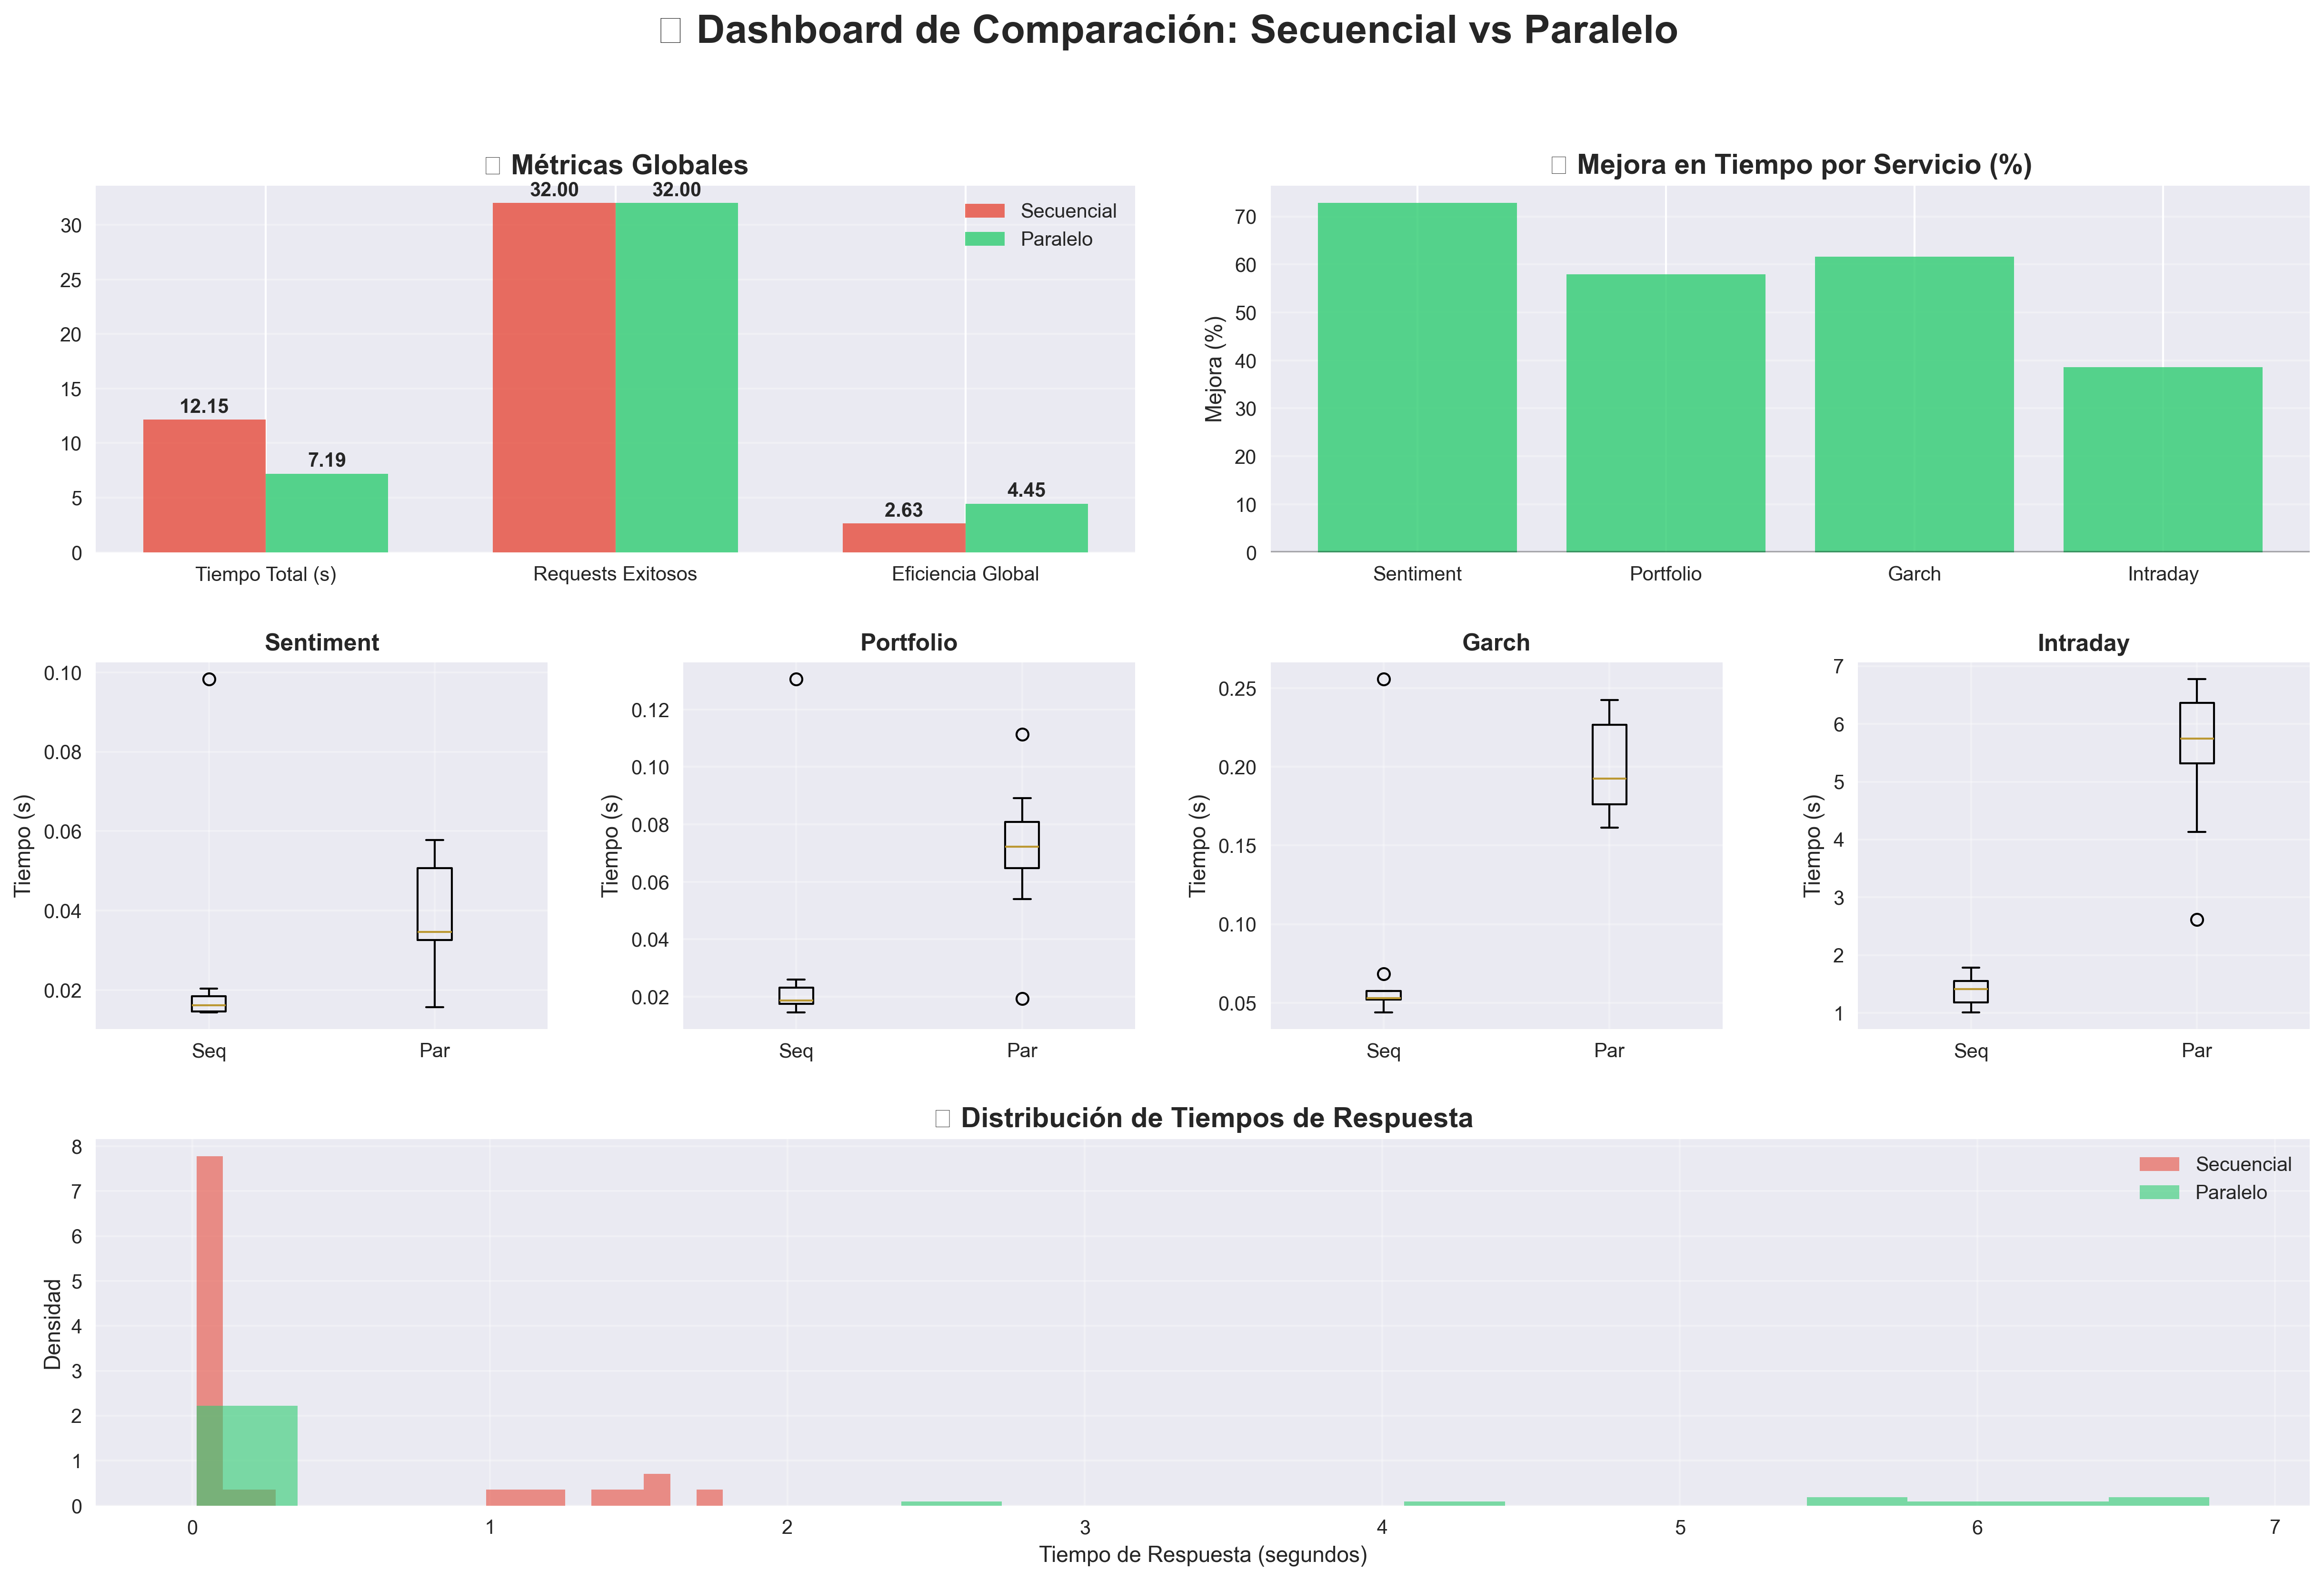 Dashboard de Comparación: Secuencial vs Paralelo
Métricas Globales
32.00 32.00
Secuencial
Paralelo
30
25
20
15
10
5
0
12.15
7.19
2.63
4.45
Tiempo Total (s) Requests Exitosos Eficiencia Global
Mejora en Tiempo por Servicio (%)
Mejora (%)
70
60
50
40
30
20
10
0
Sentiment Portfolio Garch Intraday
Sentiment
Tiempo (s)
0.10
0.08
0.06
0.04
0.02
Seq Par
Portfolio
Tiempo (s)
0.12
0.10
0.08
0.06
0.04
0.02
Seq Par
Garch
Tiempo (s)
0.25
0.20
0.15
0.10
0.05
Seq Par
Intraday
Tiempo (s)
7
6
5
4
3
2
1
Seq Par
Distribución de Tiempos de Respuesta
Secuencial
Paralelo
Densidad
8
7
6
5
4
3
2
1
0
0 1 2 3 4 5 6 7
Tiempo de Respuesta (segundos)